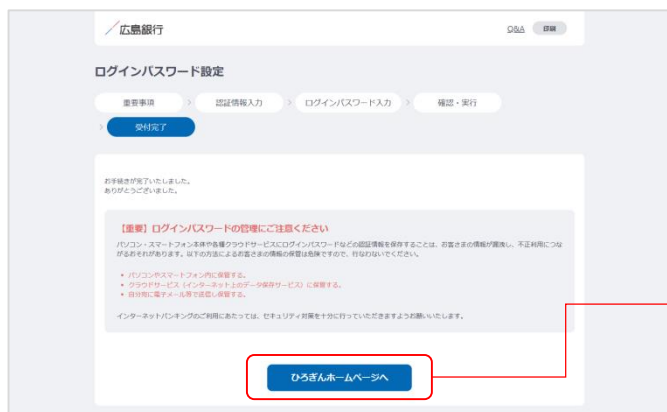 広島銀行
Q&A 印刷
ログインパスワード設定
重要事項 > 認証情報入力 > ログインパスワード入力 > 確認・実行
> 受付完了
お手続きが完了いたしました。
ありがとうございました。
【重要】ログインパスワードの管理にご注意ください
パソコン・スマートフォン本体や各種クラウドサービスにログインパスワードなどの認証情報を保存することは、お客さまの情報が漏洩し、不正利用につな
がるおそれがあります。以下の方法によるお客さまの情報の保管は危険ですので、行なわないでください。
• パソコンやスマートフォン内に保管する。
• クラウドサービス（インターネット上のデータ保存サービス）に保管する。
• 自分宛に電子メール等で送信し保管する。
インターネットバンキングのご利用にあたっては、セキュリティ対策を十分に行っていただきますようお願いいたします。
ひろぎんホームページへ